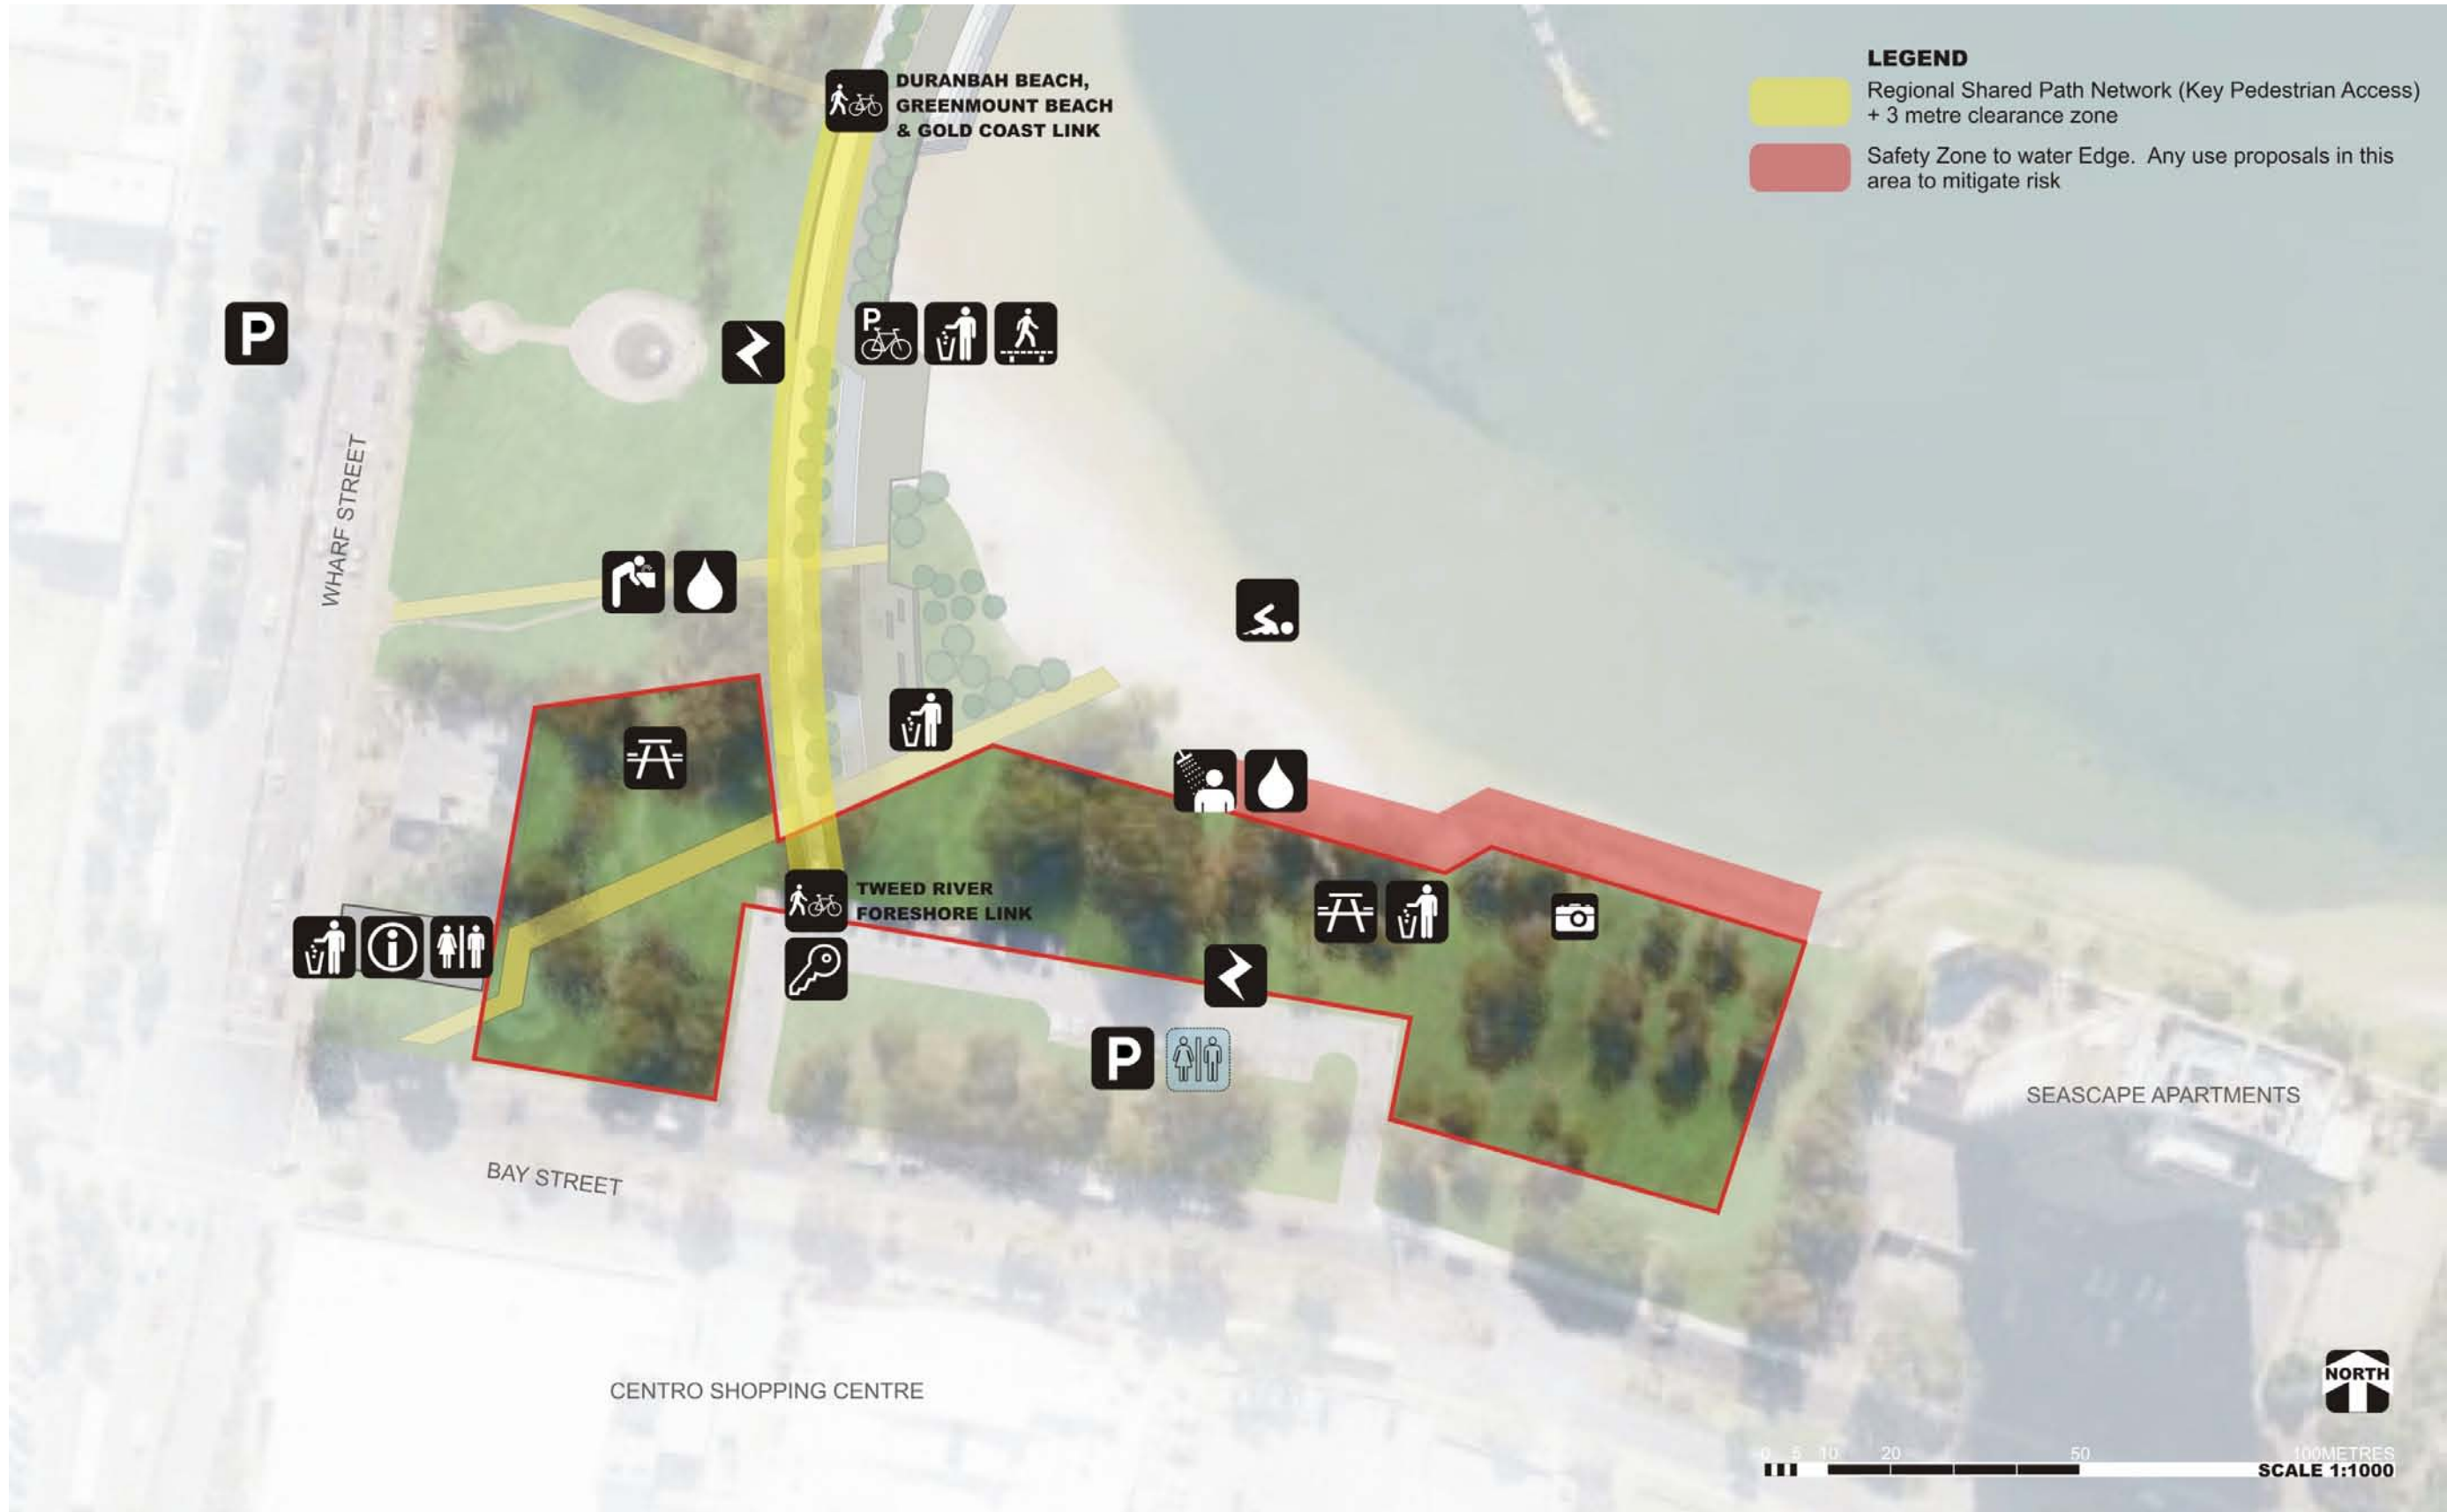 LEGEND
Regional Shared Path Network (Key Pedestrian Access)
+ 3 metre clearance zone
Safety Zone to water Edge.  Any use proposals in this
area to mitigate risk
DURANBAH BEACH,
GREENMOUNT BEACH
& GOLD COAST LINK
P
P
WHARF STREET
TWEED RIVER
FORESHORE LINK
i
P
SEASCAPE APARTMENTS
BAY STREET
CENTRO SHOPPING CENTRE
NORTH
0 5 10 20 50 100METRES
SCALE 1:1000